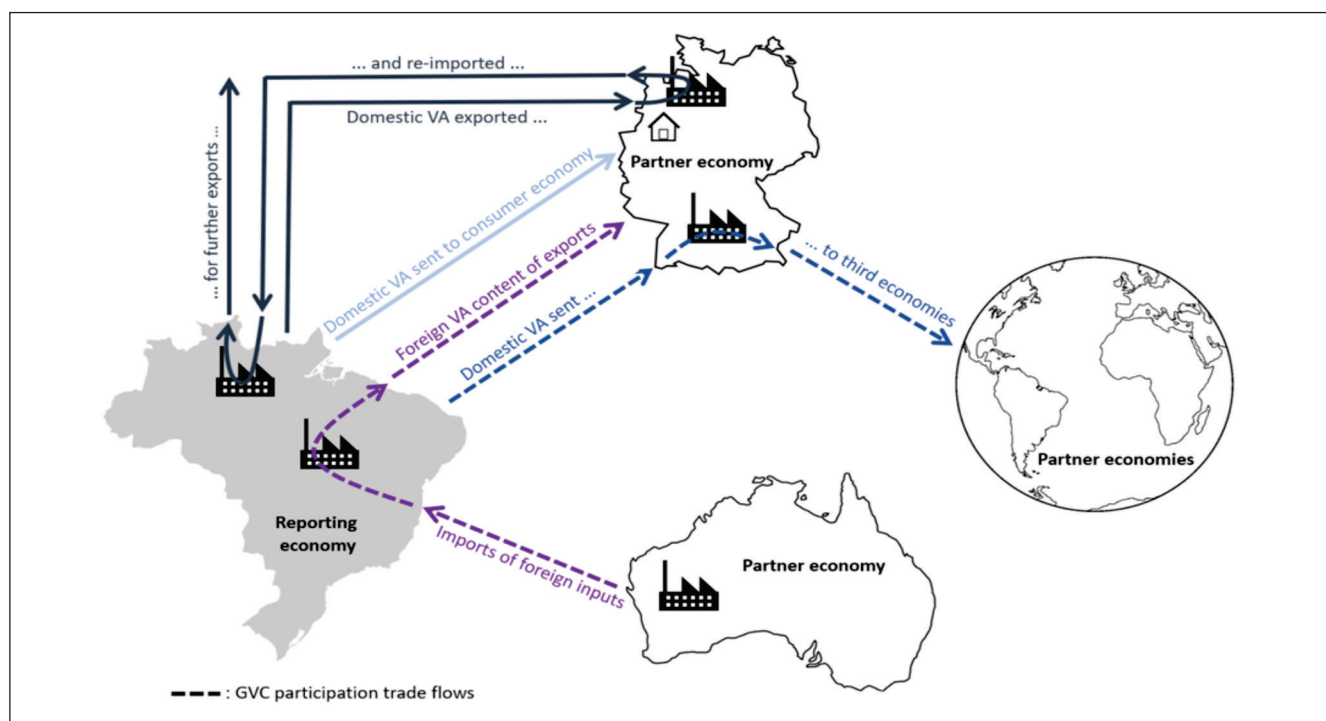 ... and re-imported ...
Domestic VA exported ...
... for further exports ...
Partner economy
Domestic VA sent to consumer economy
Foreign VA content of exports
Domestic VA sent ...
... to third economies
Partner economies
Reporting
economy
Imports of foreign inputs
Partner economy
: GVC participation trade flows